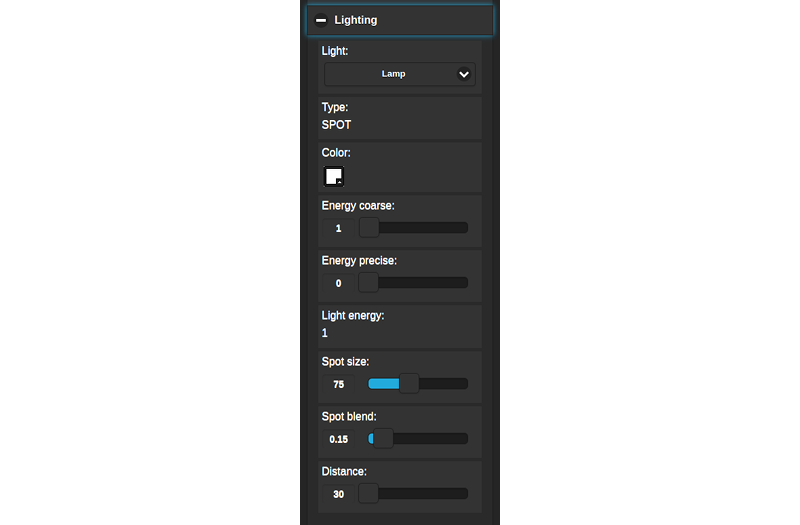 Lighting
Light:
Lamp
Type:
SPOT
Color:
Energy coarse:
1
Energy precise:
0
Light energy:
1
Spot size:
75
Spot blend:
0.15
Distance:
30